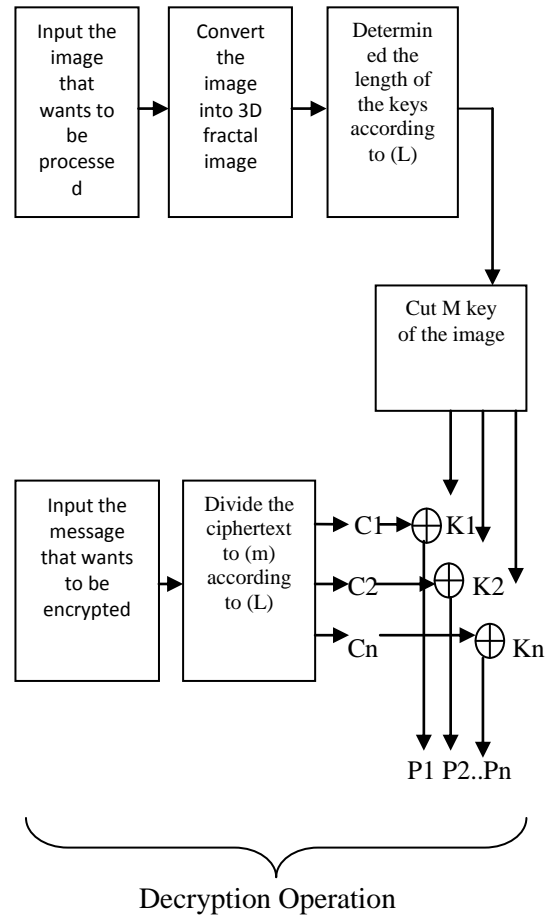 Input the
image
that
wants to
be
processe
d
Convert
the
image
into 3D
fractal
image
Determin
ed the
length of
the keys
according
to (L)
Cut M key
of the image
Input the
message
that wants
to be
encrypted
Divide the
ciphertext
to (m)
according
to (L)
C1 K1
C2 K2
Cn Kn
P1 P2..Pn
Decryption Operation